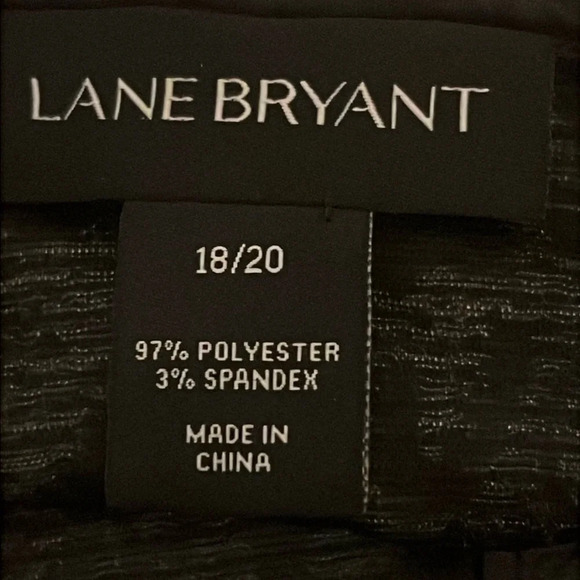 LANE BRYANT
18/20
97% POLYESTER
3% SPANDEX
MADE IN
CHINA